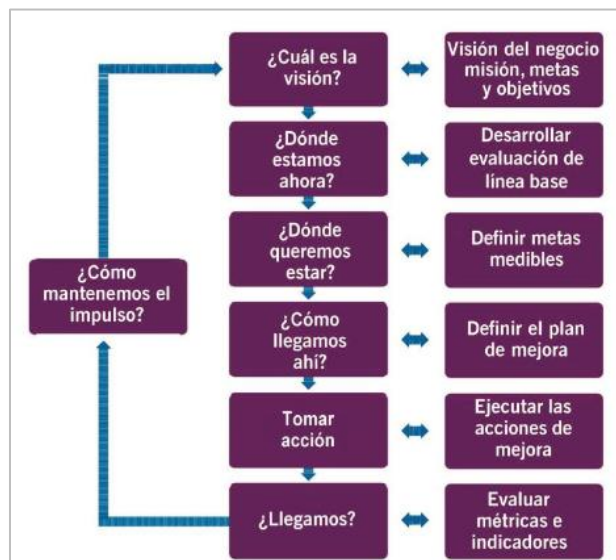 ¿Cuál es la
visión?
Visión del negocio
misión, metas
y objetivos
¿Dónde
estamos
ahora?
Desarrollar
evaluación de
línea base
¿Dónde
queremos
estar?
Definir metas
medibles
¿Cómo
mantenemos el
impulso?
¿Cómo
llegamos
ahí?
Definir el plan
de mejora
Tomar
acción
Ejecutar las
acciones de
mejora
¿Llegamos?
Evaluar
métricas e
indicadores